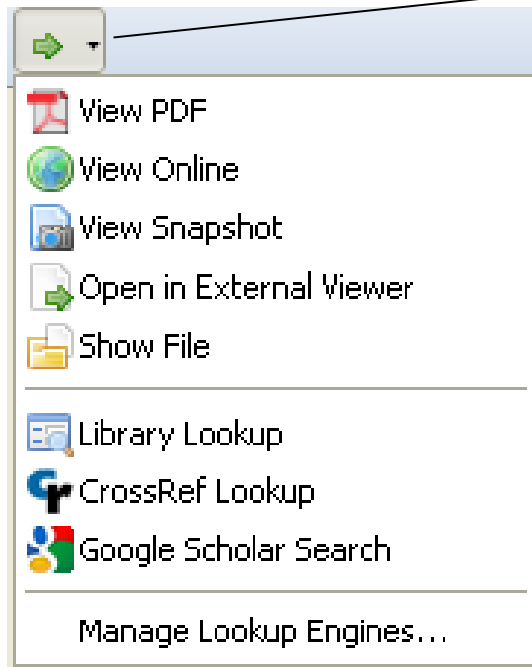 View PDF
View Online
View Snapshot
Open in External Viewer
Show File
Library Lookup
CrossRef Lookup
Google Scholar Search
Manage Lookup Engines...